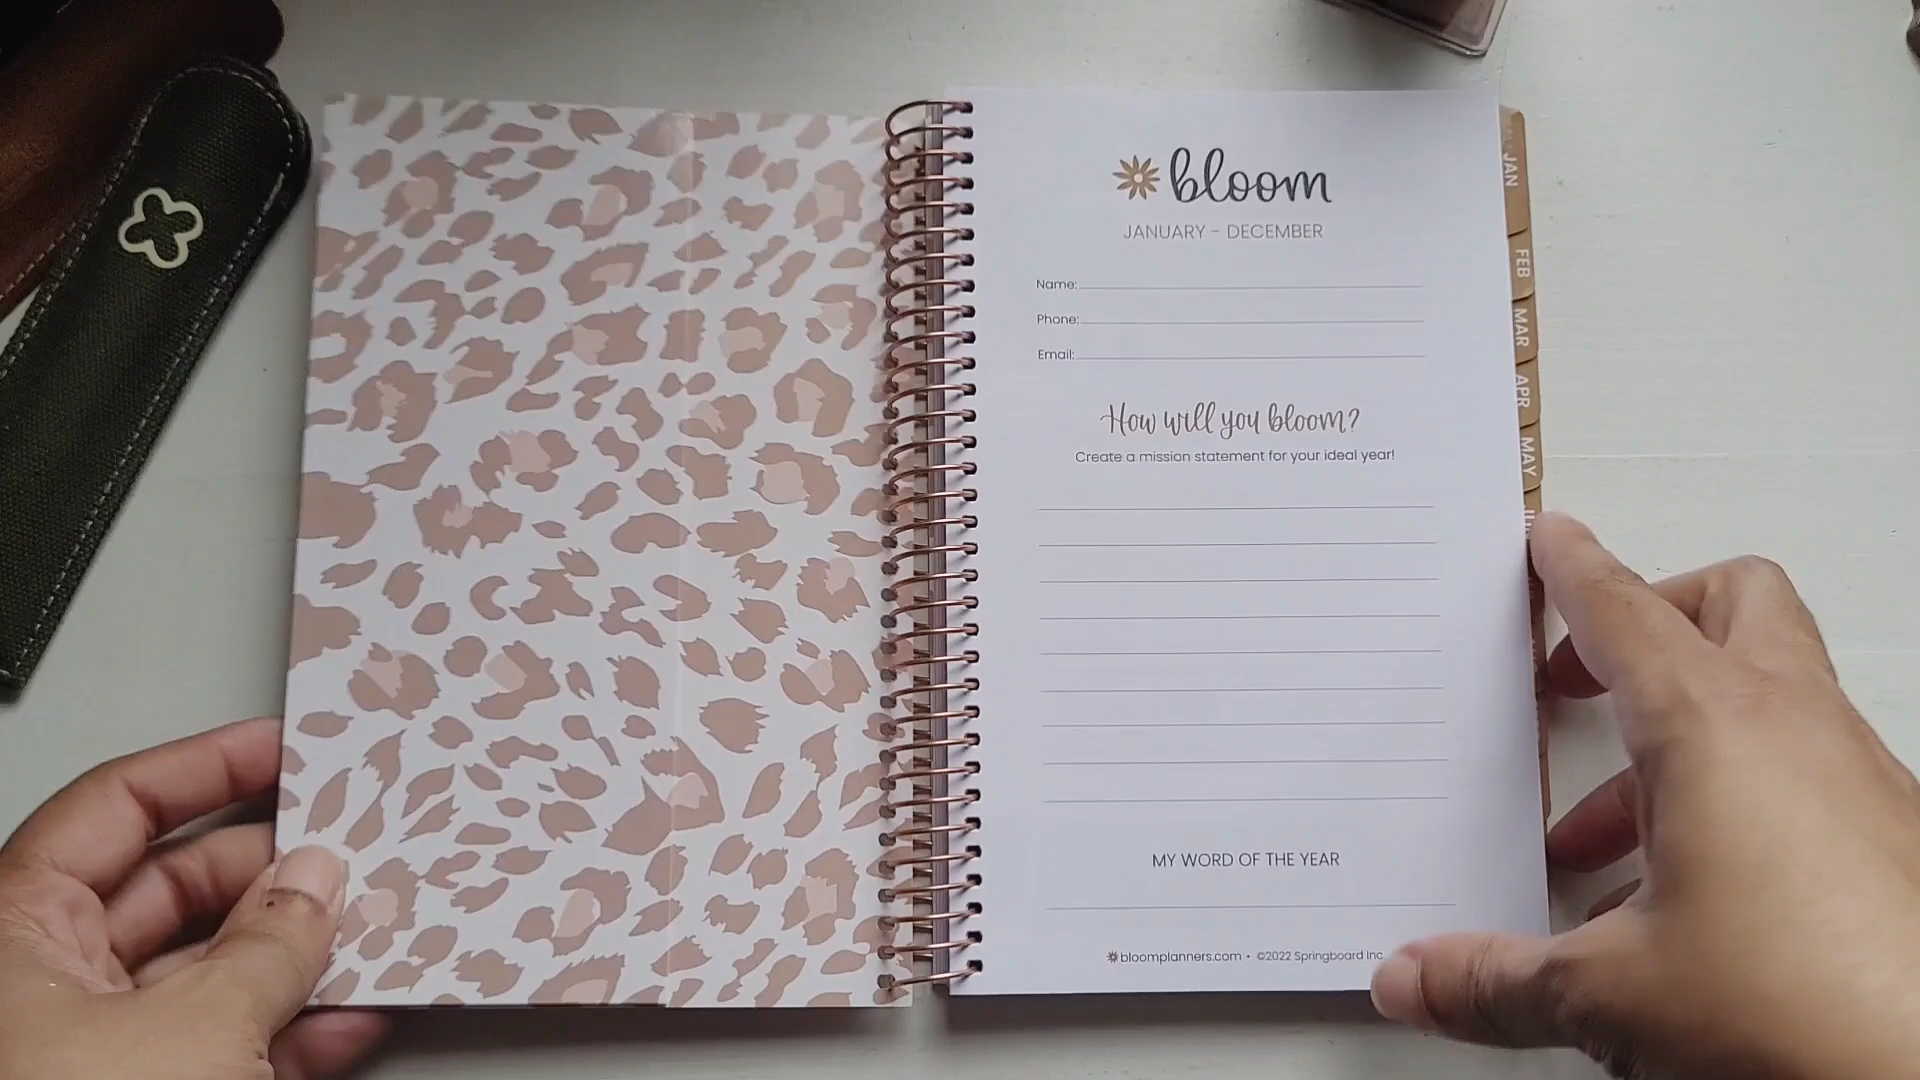 bloom
JANUARY - DECEMBER
Name:
Phone:
Email:
How will you bloom?
Create a mission statement for your ideal year!
MY WORD OF THE YEAR
bloomplanners.com • ©2022 Springboard Inc.
JAN
FEB
MAR
APR
MAY